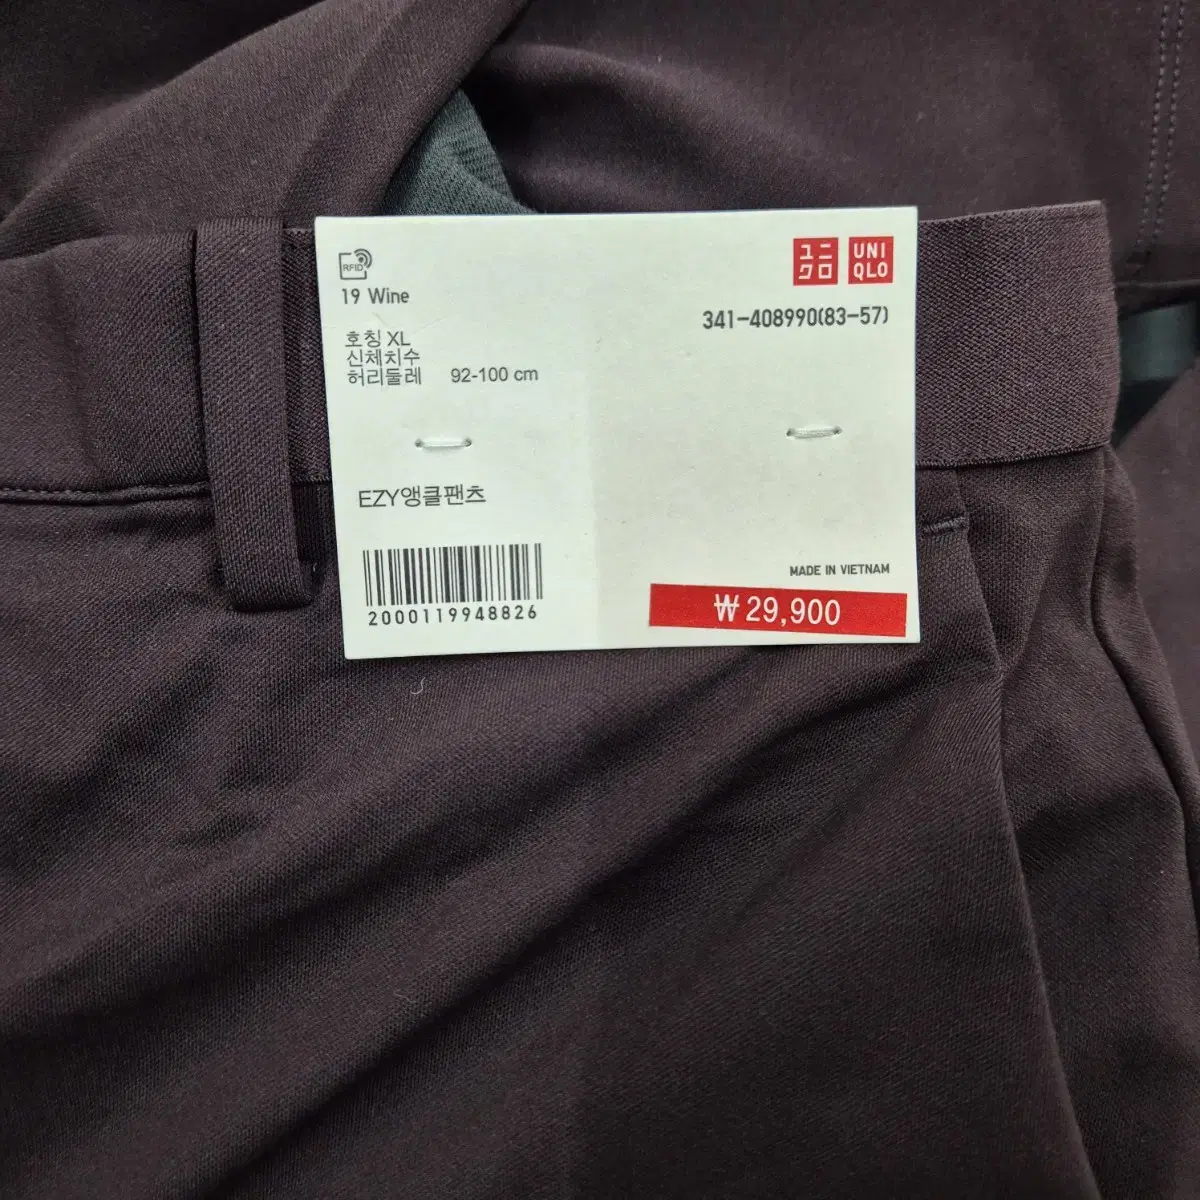 RFID
19 Wine
호칭 XL
신체치수
허리둘레 92-100 cm
EZY앵클팬츠
2000119948826
ユニ
クロ
UNI
QLO
341-408990(83-57)
MADE IN VIETNAM
₩ 29,900